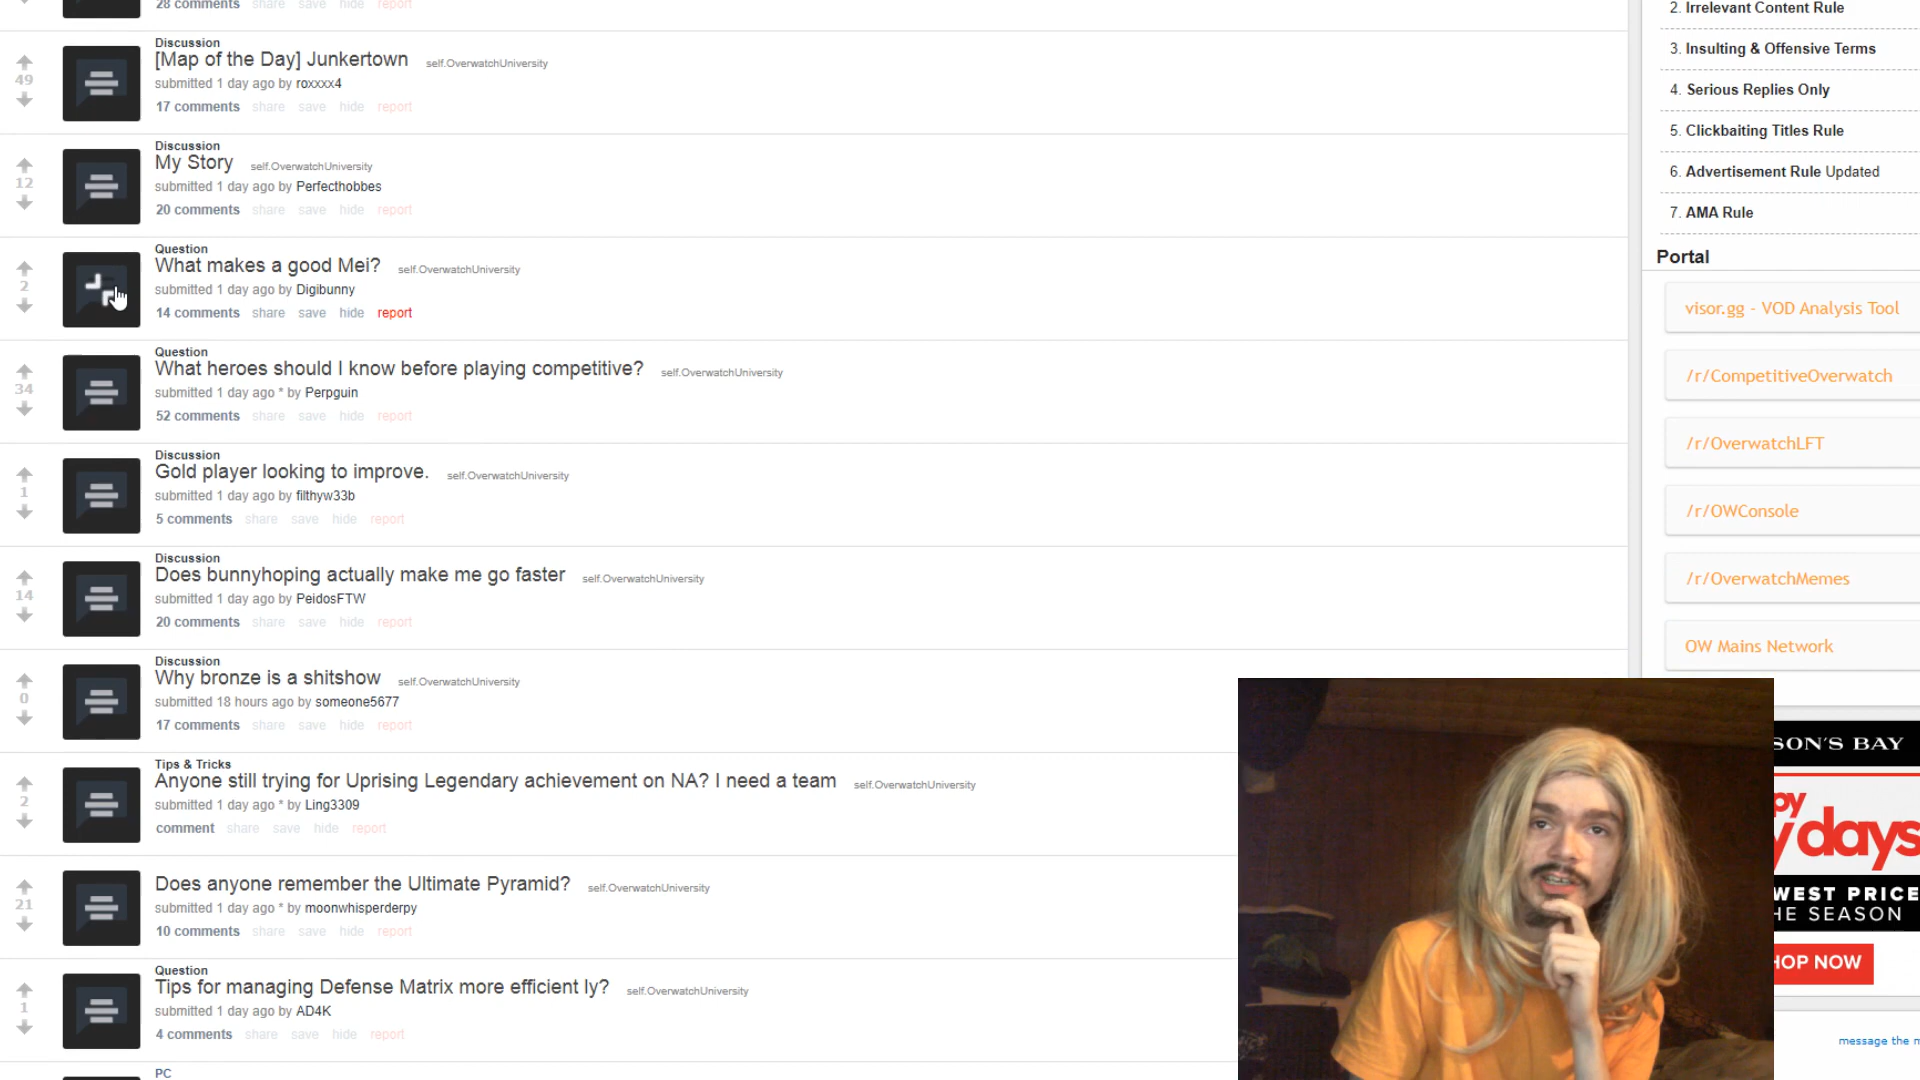 28 comments share save hide report
Discussion
[Map of the Day] Junkertown self.OverwatchUniversity
49
submitted 1 day ago by roxxxx4
17 comments share save hide report
Discussion
My Story self.OverwatchUniversity
12
submitted 1 day ago by Perfecthobbes
20 comments share save hide report
Question
What makes a good Mei? self.OverwatchUniversity
2
submitted 1 day ago by Digibunny
14 comments share save hide report
Question
What heroes should I know before playing competitive? self.OverwatchUniversity
34
submitted 1 day ago * by Perpguin
52 comments share save hide report
Discussion
Gold player looking to improve. self.OverwatchUniversity
1
submitted 1 day ago by filthyw33b
5 comments share save hide report
Discussion
Does bunnyhoping actually make me go faster self.OverwatchUniversity
14
submitted 1 day ago by PeidosFTW
20 comments share save hide report
Discussion
Why bronze is a shitshow self.OverwatchUniversity
0
submitted 18 hours ago by someone5677
17 comments share save hide report
Tips & Tricks
Anyone still trying for Uprising Legendary achievement on NA? I need a team self.OverwatchUniversity
2
submitted 1 day ago * by Ling3309
comment share save hide report
Does anyone remember the Ultimate Pyramid? self.OverwatchUniversity
21
submitted 1 day ago * by moonwhisperderpy
10 comments share save hide report
Question
Tips for managing Defense Matrix more efficient ly? self.OverwatchUniversity
1
submitted 1 day ago by AD4K
4 comments share save hide report
PC
2. Irrelevant Content Rule
3. Insulting & Offensive Terms
4. Serious Replies Only
5. Clickbaiting Titles Rule
6. Advertisement Rule Updated
7. AMA Rule
Portal
visor.gg - VOD Analysis Tool
/r/CompetitiveOverwatch
/r/OverwatchLFT
/r/OWConsole
/r/OverwatchMemes
OW Mains Network
SON'S BAY
py
days
WEST PRICE
HE SEASON
HOP NOW
message the m